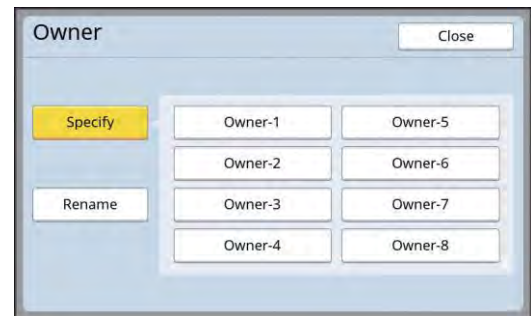 Owner
Close
Specify
Owner-1
Owner-5
Owner-2
Owner-6
Rename
Owner-3
Owner-7
Owner-4
Owner-8